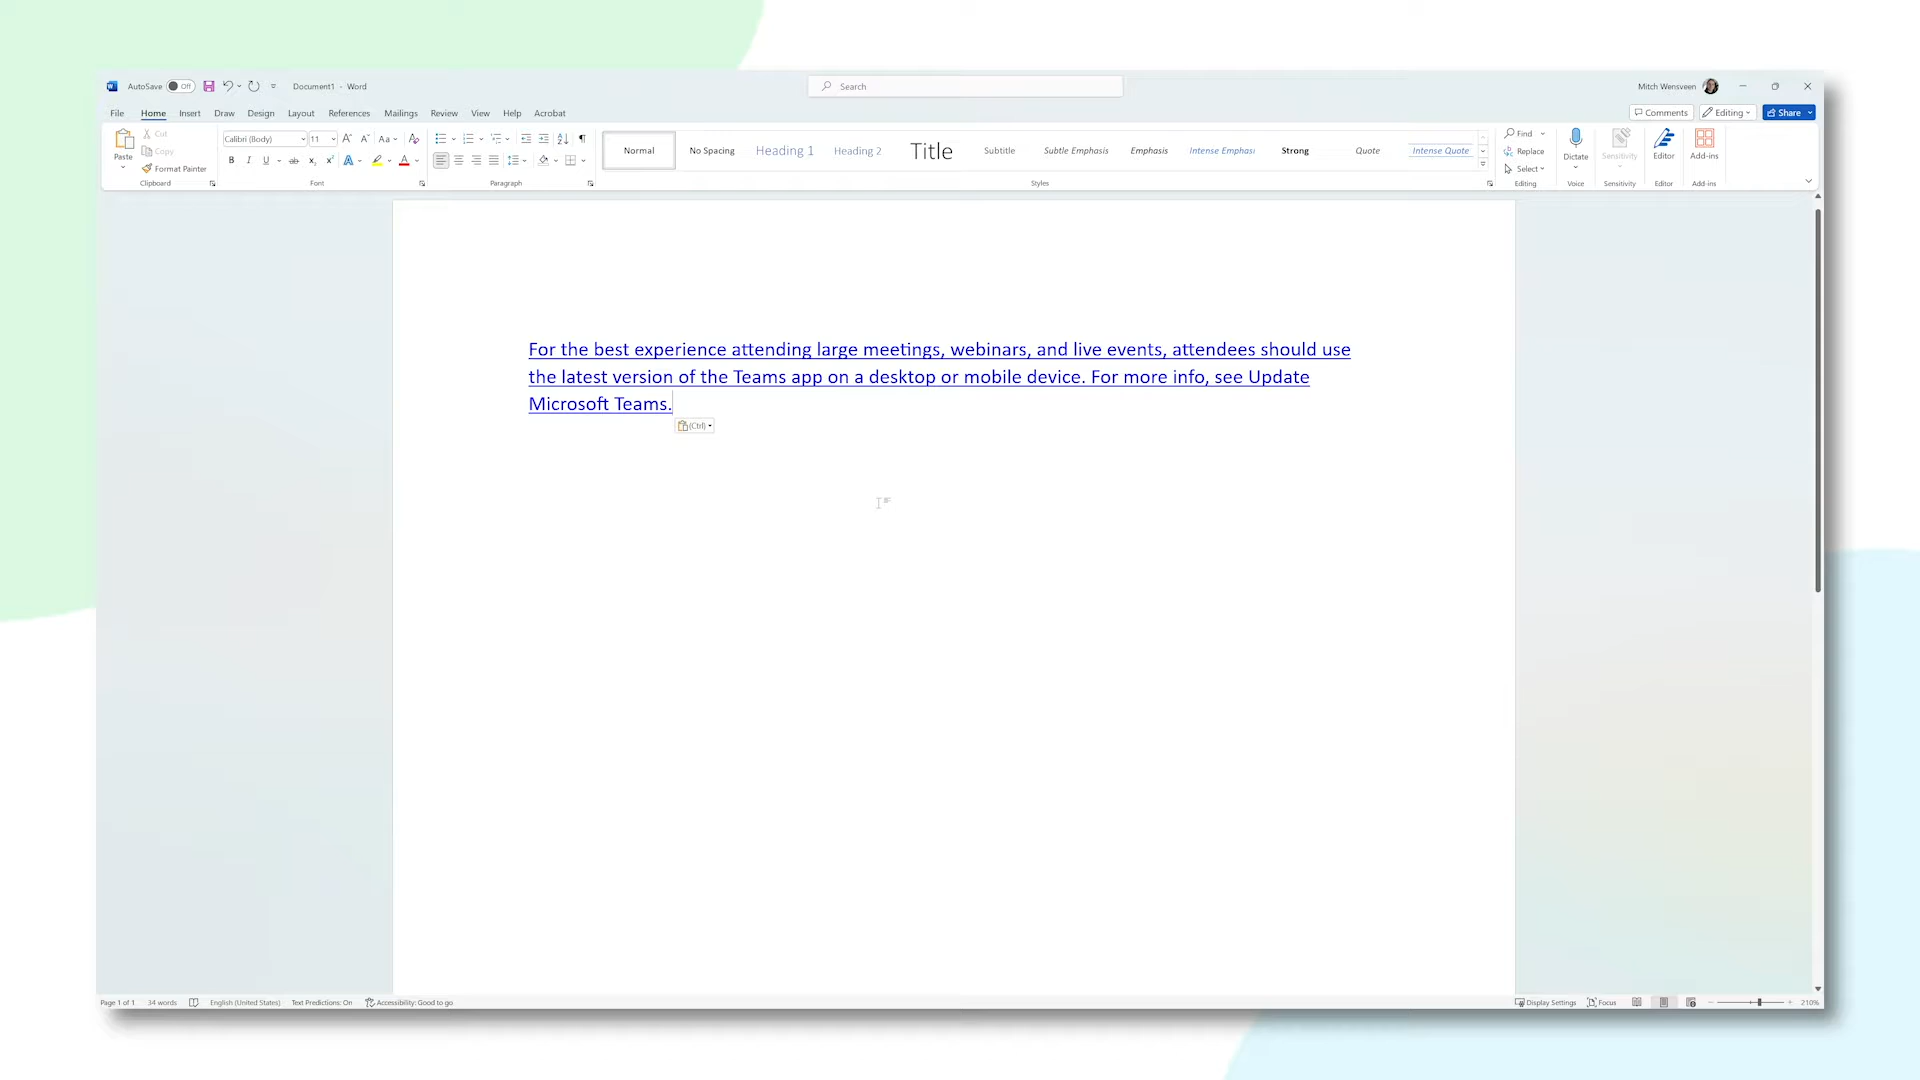 AutoSave Off Document1 - Word Search Mitch Wensveen
File Home Insert Draw Design Layout References Mailings Review View Help Acrobat Comments Editing Share
Paste Cut Copy Format Painter Clipboard
Calibri (Body) 11 Font
Paragraph
Normal No Spacing Heading 1 Heading 2 Title Subtitle Subtle Emphasis Emphasis Intense Emphasi Strong Quote Intense Quote
Styles
Find Replace Select Editing
Dictate Voice
Sensitivity Sensitivity
Editor Editor
Add-ins Add-ins
For the best experience attending large meetings, webinars, and live events, attendees should use
the latest version of the Teams app on a desktop or mobile device. For more info, see Update
Microsoft Teams.
(Ctrl)
Page 1 of 1 34 words English (United States) Text Predictions: On Accessibility: Good to go Display Settings Focus 210%